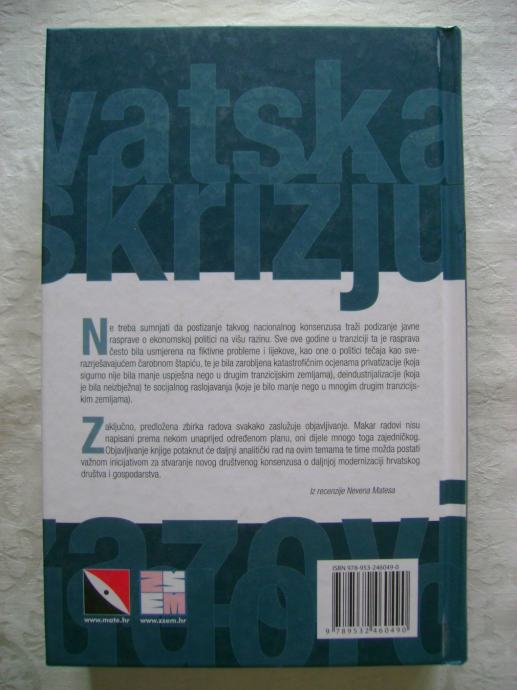 vatska
skrižju
Ne treba sumnjati da postizanje takvog nacionalnog konsenzusa traži podizanje javne
rasprave o ekonomskoj politici na višu razinu. Sve ove godine u tranziciji ta je rasprava
često bila usmjerena na fiktivne probleme i lijekove, kao one o politici tečaja kao sve-
razrješavajućem čarobnom štapiću, te je bila zarobljena katastrofičnim ocjenama privatizacije (koja
sigurno nije bila manje uspješna nego u drugim tranzicijskim zemljama), deindustrijalizacije (koja
je bila neizbježna) te socijalnog raslojavanja (koje je bilo manje nego u mnogim drugim tranzicij-
skim zemljama).
Zaključno, predložena zbirka radova svakako zaslužuje objavljivanje. Makar radovi nisu
napisani prema nekom unaprijed određenom planu, oni dijele mnogo toga zajedničkog.
Objavljivanje knjige potaknut će daljnji analitički rad na ovim temama te time možda postati
važnom inicijativom za stvaranje novog društvenog konsenzusa o daljnjoj modernizaciji hrvatskog
društva i gospodarstva.
Iz recenzije Nevena Matesa
azovi
www.mate.hr
ZŠEM
www.zsem.hr
ISBN 978-953-246049-0
9 789532 460490